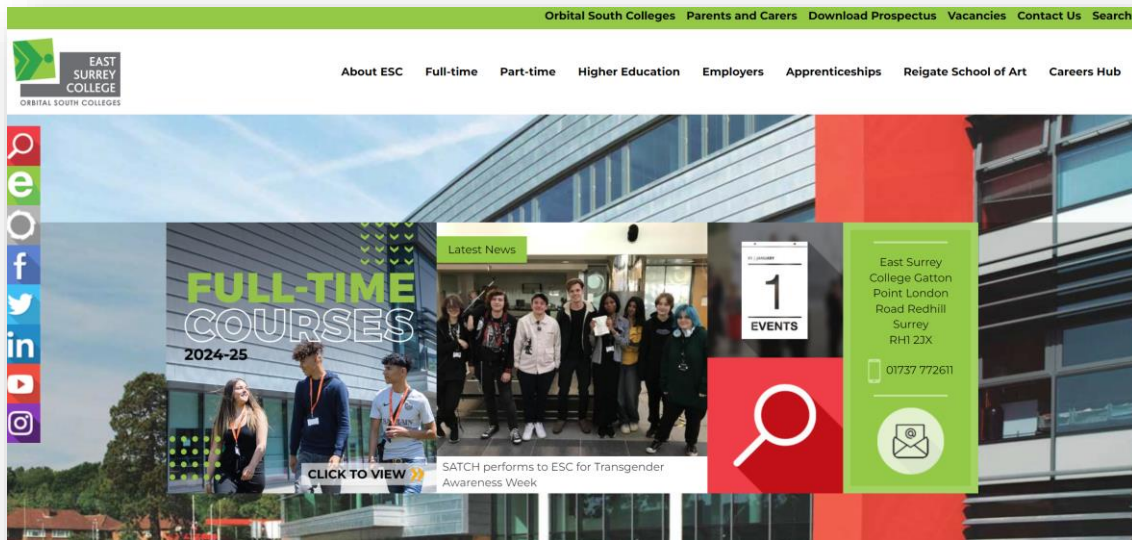 Orbital South Colleges Parents and Carers Download Prospectus Vacancies Contact Us Search
EAST
SURREY
COLLEGE
ORBITAL SOUTH COLLEGES
About ESC Full-time Part-time Higher Education Employers Apprenticeships Reigate School of Art Careers Hub
e
f
in
FULL-TIME
COURSES
2024-25
CLICK TO VIEW
Latest News
SATCH performs to ESC for Transgender
Awareness Week
1
EVENTS
East Surrey
College Gatton
Point London
Road Redhill
Surrey
RH1 2JX
01737 772611
@